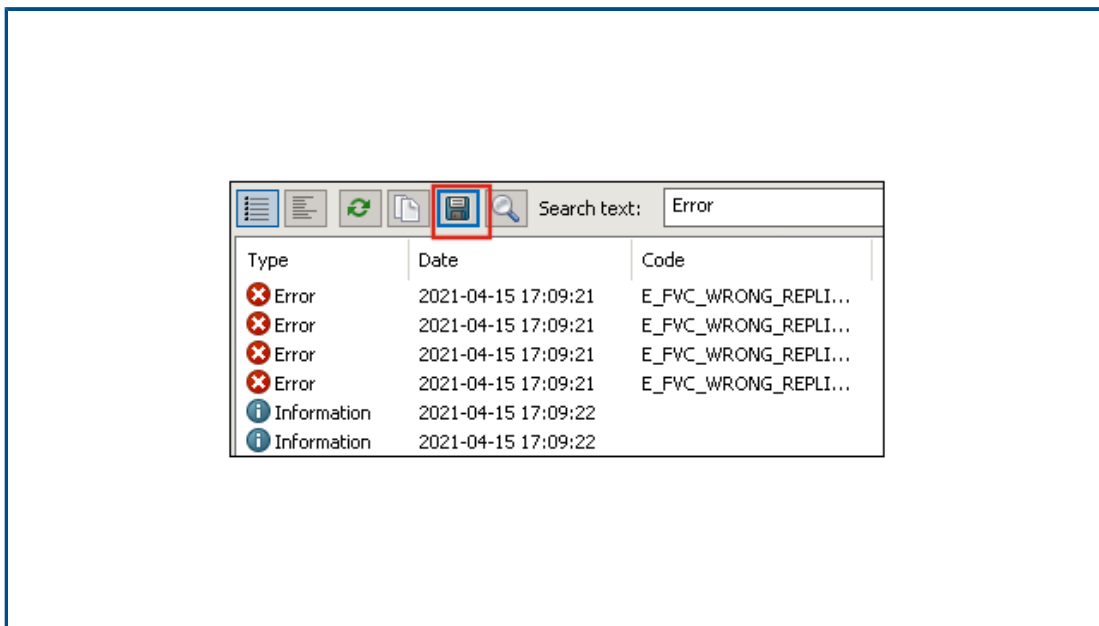 Search text: Error
Type Date Code
Error 2021-04-15 17:09:21 E_FVC_WRONG_REPLI...
Error 2021-04-15 17:09:21 E_FVC_WRONG_REPLI...
Error 2021-04-15 17:09:21 E_FVC_WRONG_REPLI...
Error 2021-04-15 17:09:21 E_FVC_WRONG_REPLI...
Information 2021-04-15 17:09:22
Information 2021-04-15 17:09:22